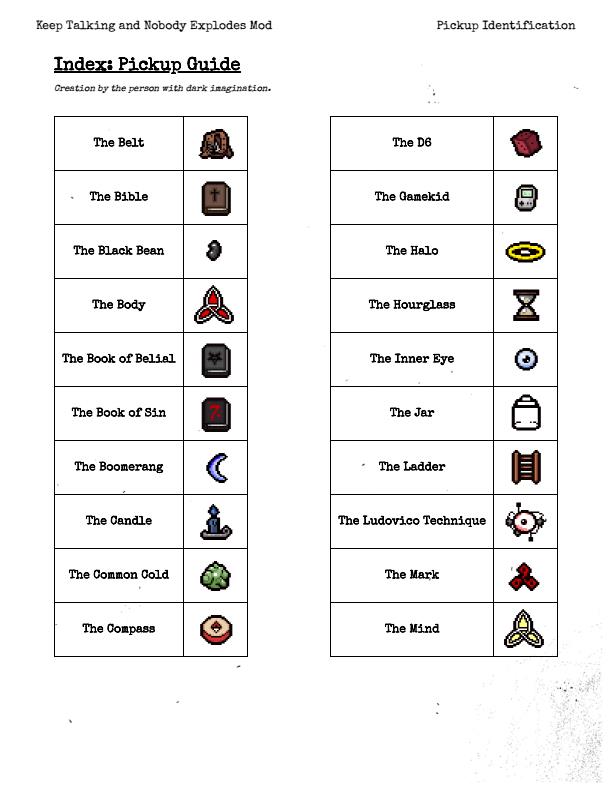 Keep Talking and Nobody Explodes Mod
Pickup Identification
Index: Pickup Guide
Creation by the person with dark imagination.
The Belt
The Bible
The Black Bean
The Body
The Book of Belial
The Book of Sin
7
The Boomerang
The Candle
The Common Cold
The Compass
The D6
The Gamekid
The Halo
The Hourglass
The Inner Eye
The Jar
The Ladder
The Ludovico Technique
The Mark
The Mind